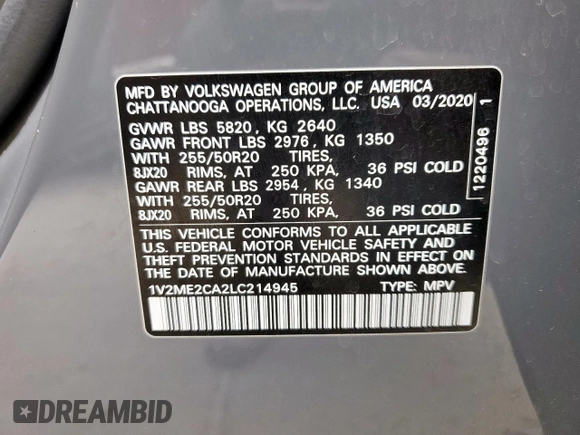 MFD BY VOLKSWAGEN GROUP OF AMERICA
CHATTANOOGA OPERATIONS, LLC. USA 03/2020
GVWR LBS 5820, KG 2640
GAWR FRONT LBS 2976, KG 1350
WITH 255/50R20 TIRES,
8JX20 RIMS, AT 250 KPA, 36 PSI COLD
GAWR REAR LBS 2954, KG 1340
WITH 255/50R20 TIRES,
8JX20 RIMS, AT 250 KPA, 36 PSI COLD
THIS VEHICLE CONFORMS TO ALL APPLICABLE
U.S. FEDERAL MOTOR VEHICLE SAFETY AND
THEFT PREVENTION STANDARDS IN EFFECT ON
THE DATE OF MANUFACTURE SHOWN ABOVE.
1V2ME2CA2LC214945 TYPE: MPV
1220496 1
DREAMBID